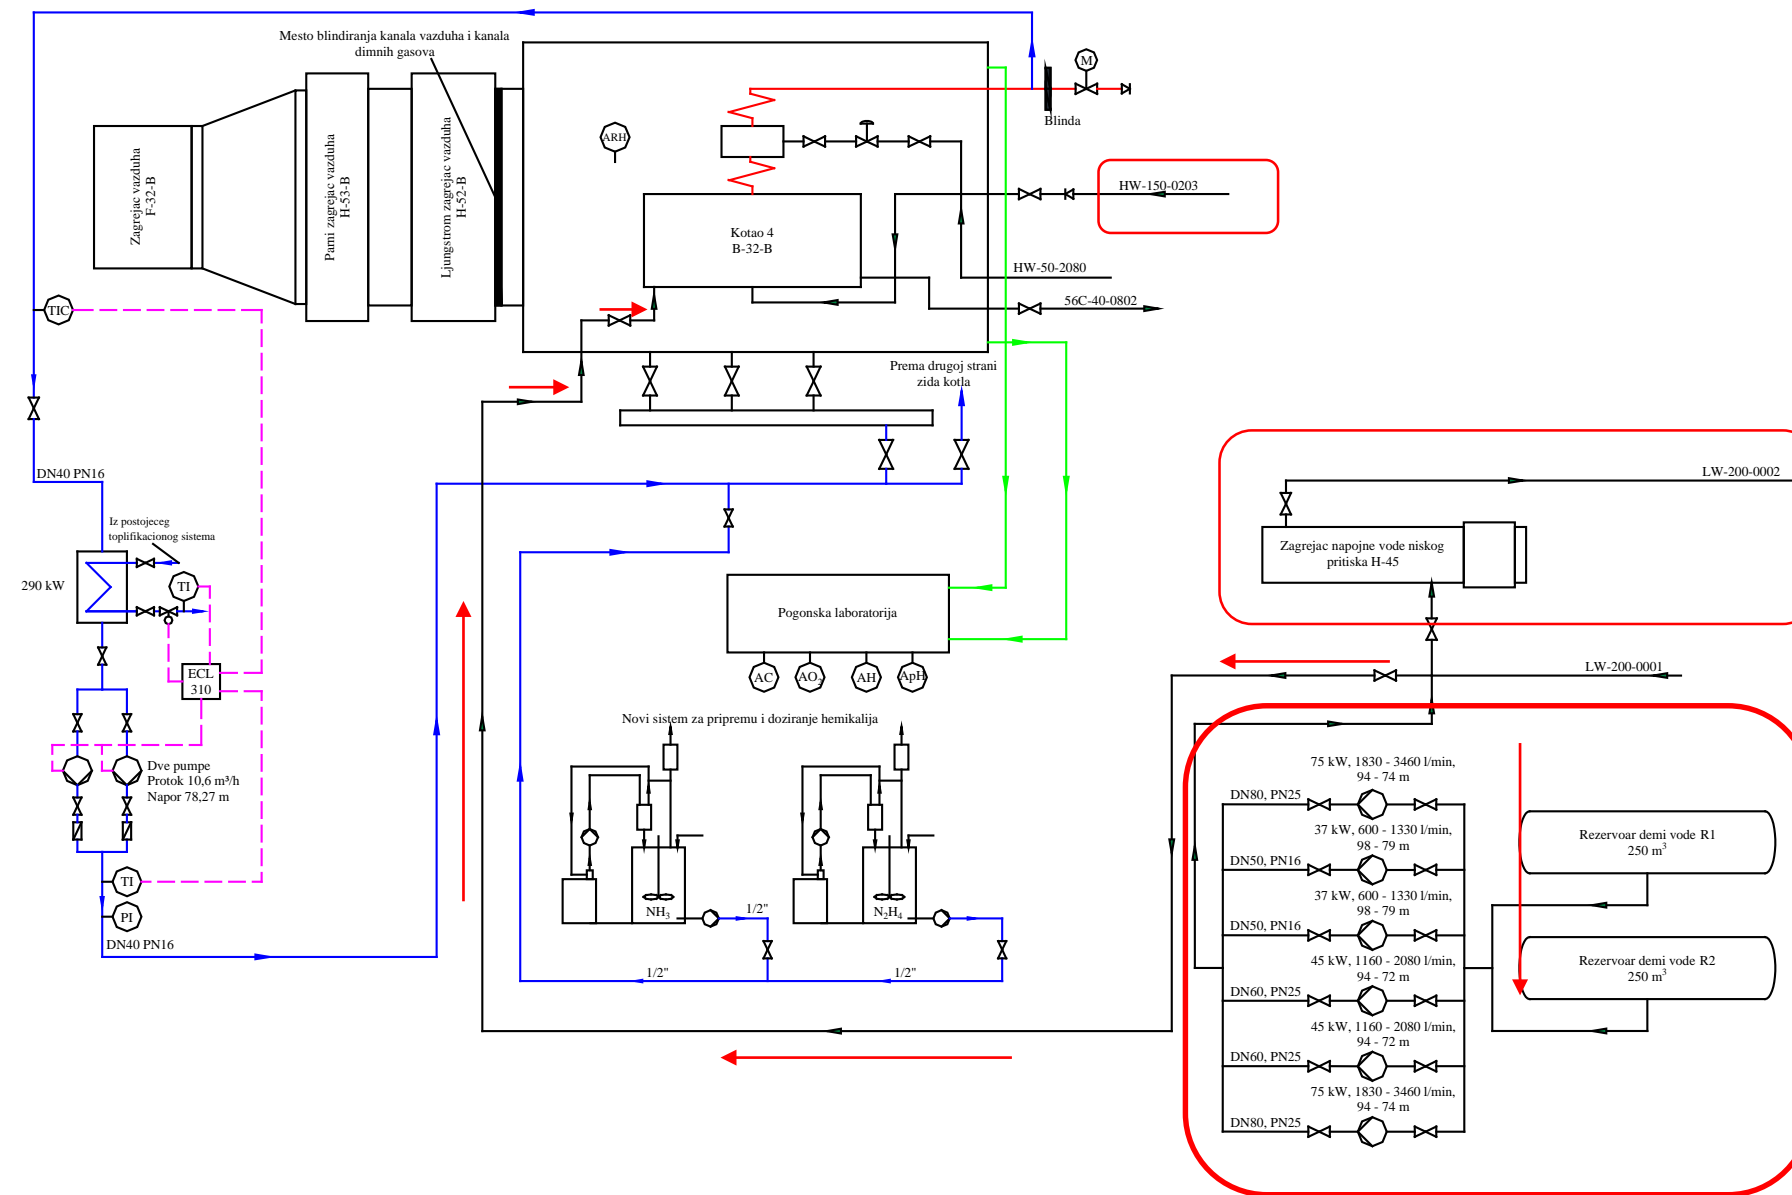 Mesto blindiranja kanala vazduha i kanala
dimnih gasova
M
Blinda
ARH
Zagrejac vazduha
F-32-B
Parni zagrejac vazduha
H-53-B
Ljungstrom zagrejac vazduha
H-52-B
HW-150-0203
Kotao 4
B-32-B
HW-50-2080
56C-40-0802
TIC
Prema drugoj strani
zida kotla
DN40 PN16
LW-200-0002
Iz postojeceg
toplifikacionog sistema
290 kW
TI
Zagrejac napojne vode niskog
pritiska H-45
Pogonska laboratorija
ECL
310
AC
AO2
AH
ApH
LW-200-0001
Novi sistem za pripremu i doziranje hemikalija
Dve pumpe
Protok 10,6 m³/h
Napor 78,27 m
75 kW, 1830 - 3460 l/min,
94 - 74 m
DN80, PN25
37 kW, 600 - 1330 l/min,
98 - 79 m
DN50, PN16
37 kW, 600 - 1330 l/min,
98 - 79 m
DN50, PN16
45 kW, 1160 - 2080 l/min,
94 - 72 m
DN60, PN25
45 kW, 1160 - 2080 l/min,
94 - 72 m
DN60, PN25
75 kW, 1830 - 3460 l/min,
94 - 74 m
DN80, PN25
Rezervoar demi vode R1
250 m³
Rezervoar demi vode R2
250 m³
TI
PI
DN40 PN16
NH3
1/2"
N2H4
1/2"
1/2"